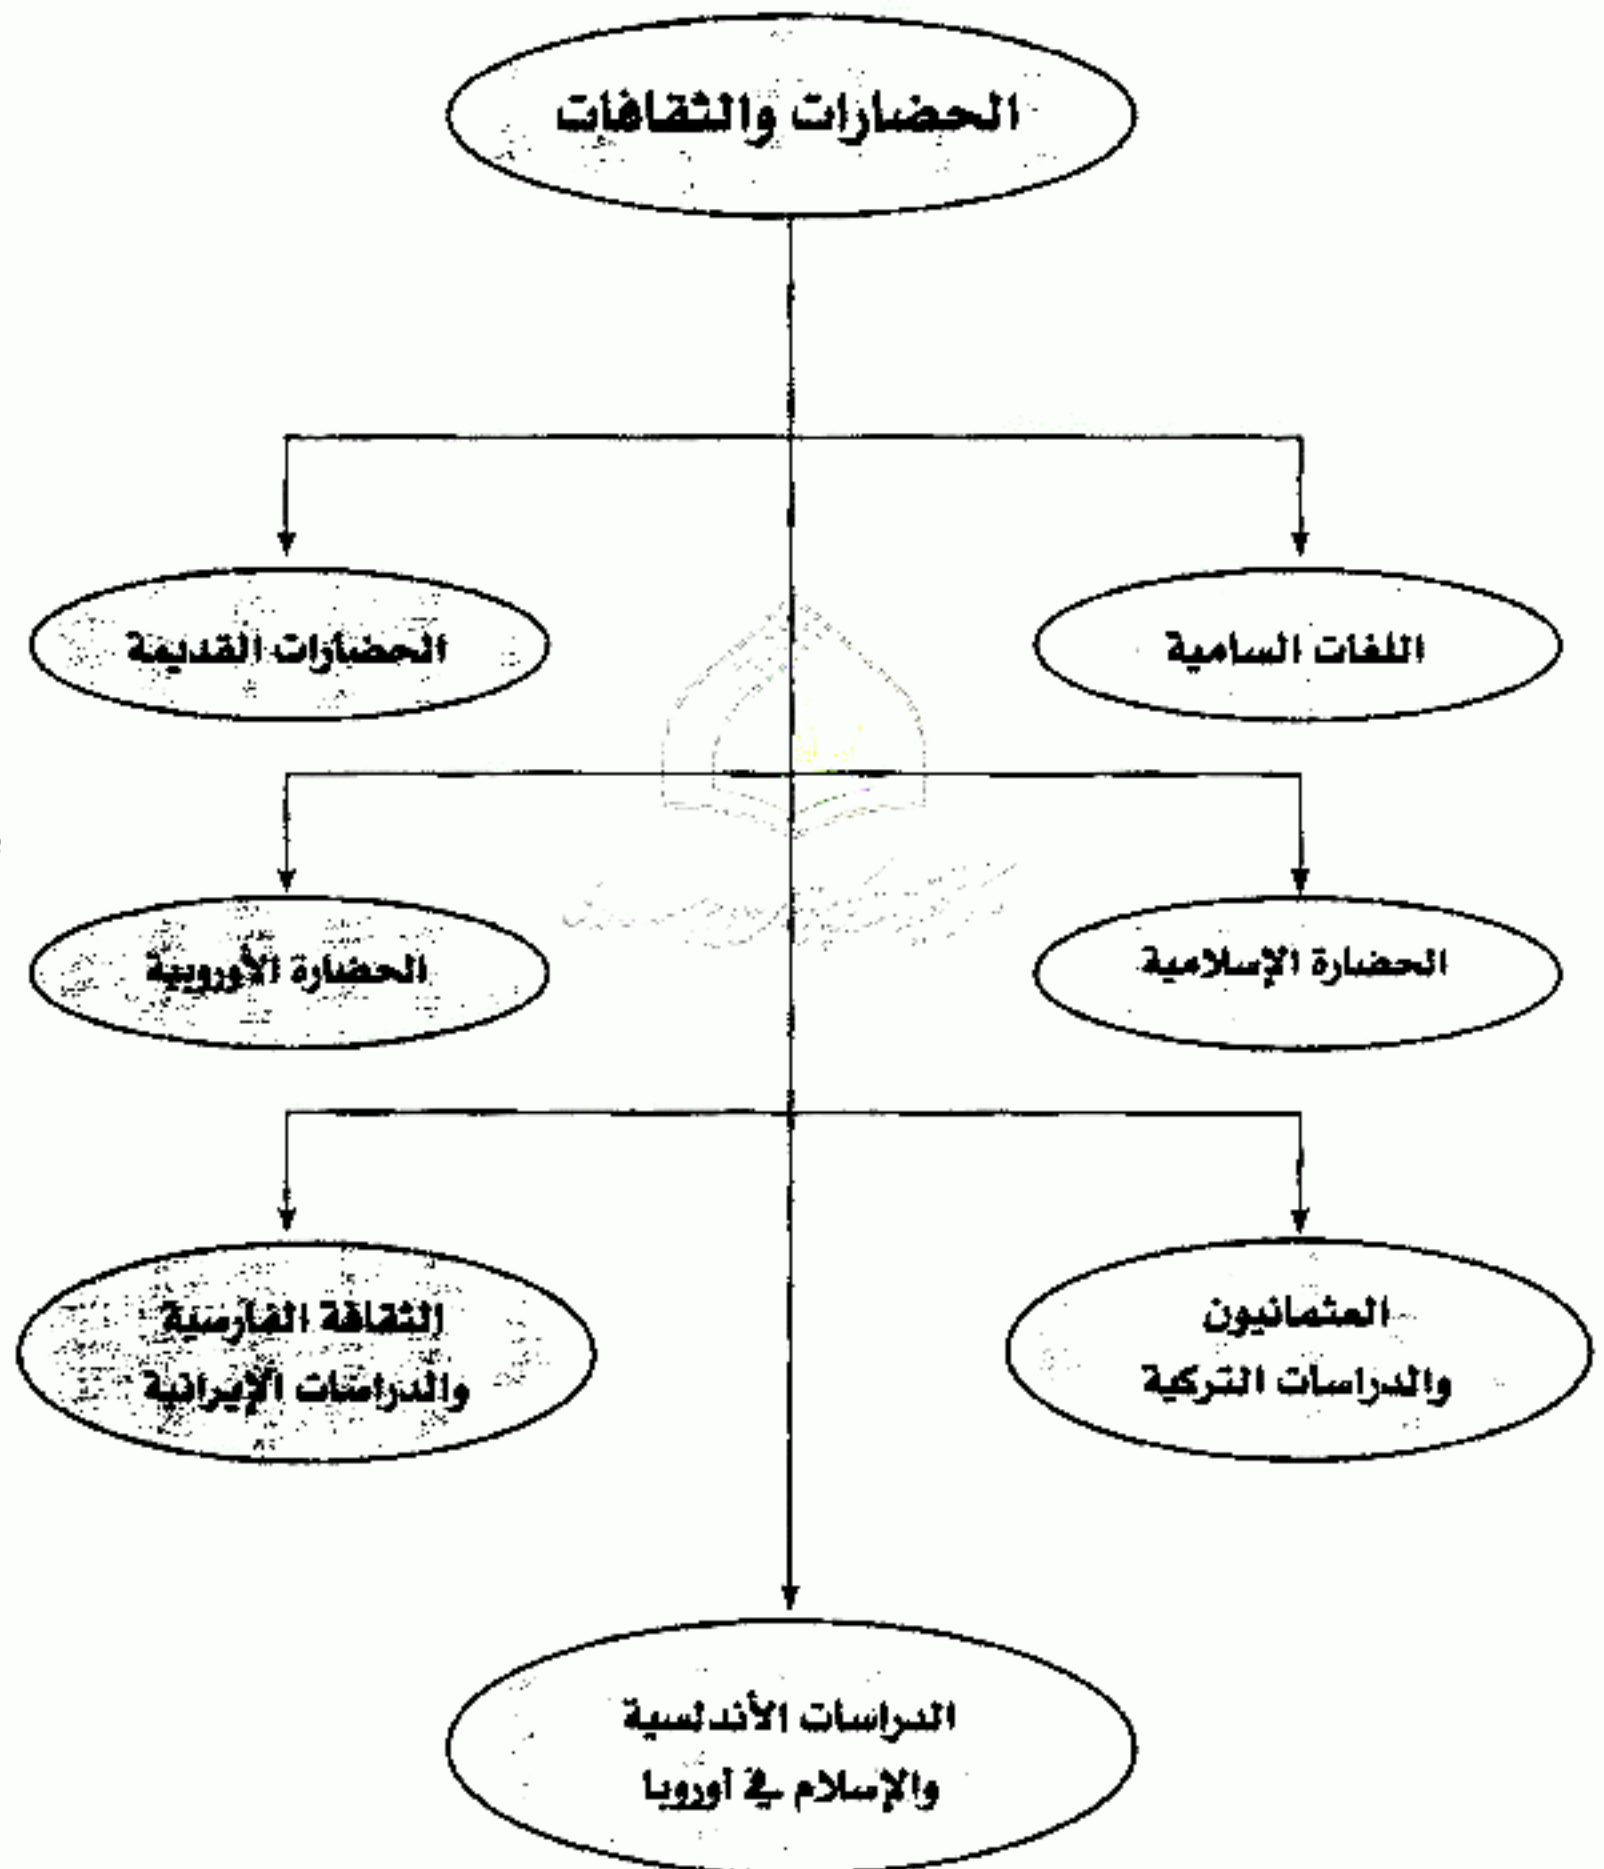 الحضارات والثقافات
اللغات السامية
الحضارات القديمة
الحضارة الإسلامية
الحضارة الأوروبية
العثمانيون
والدراسات التركية
الثقافة الفارسية
والدراسات الإيرانية
الدراسات الأندلسية
والإسلام في أوروبا